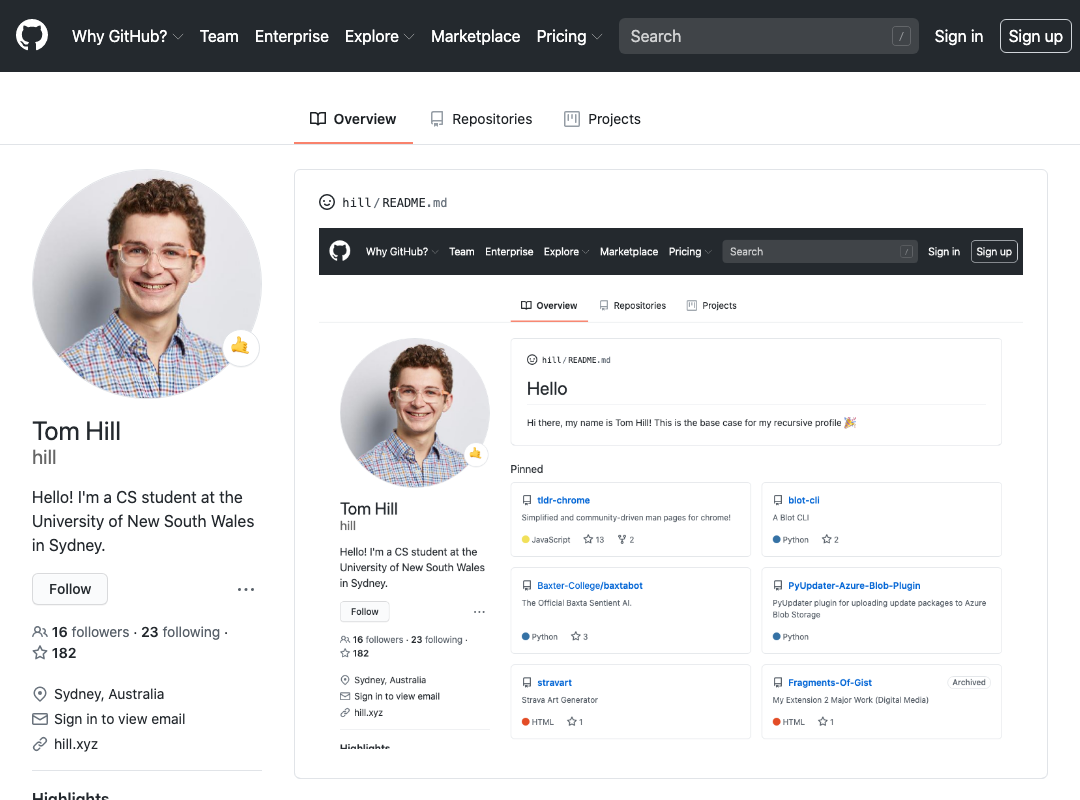 Why GitHub? Team Enterprise Explore Marketplace Pricing Search / Sign in Sign up
Overview Repositories Projects
Tom Hill
hill
Hello! I'm a CS student at the
University of New South Wales
in Sydney.
Follow ...
16 followers · 23 following ·
182
Sydney, Australia
Sign in to view email
hill.xyz
Highlights
hill/README.md
Why GitHub? Team Enterprise Explore Marketplace Pricing Search / Sign in Sign up
Overview Repositories Projects
Tom Hill
hill
Hello! I'm a CS student at the
University of New South Wales
in Sydney.
Follow ...
16 followers · 23 following ·
182
Sydney, Australia
Sign in to view email
hill.xyz
Highlights
hill/README.md
Hello
Hi there, my name is Tom Hill! This is the base case for my recursive profile 🎉
Pinned
tldr-chrome
Simplified and community-driven man pages for chrome!
JavaScript 13 2
blot-cli
A Blot CLI
Python 2
Baxter-College/baxtabot
The Official Baxta Sentient AI.
Python 3
PyUpdater-Azure-Blob-Plugin
PyUpdater plugin for uploading update packages to Azure
Blob Storage
Python
stravart
Strava Art Generator
HTML 1
Fragments-Of-Gist Archived
My Extension 2 Major Work (Digital Media)
HTML 1